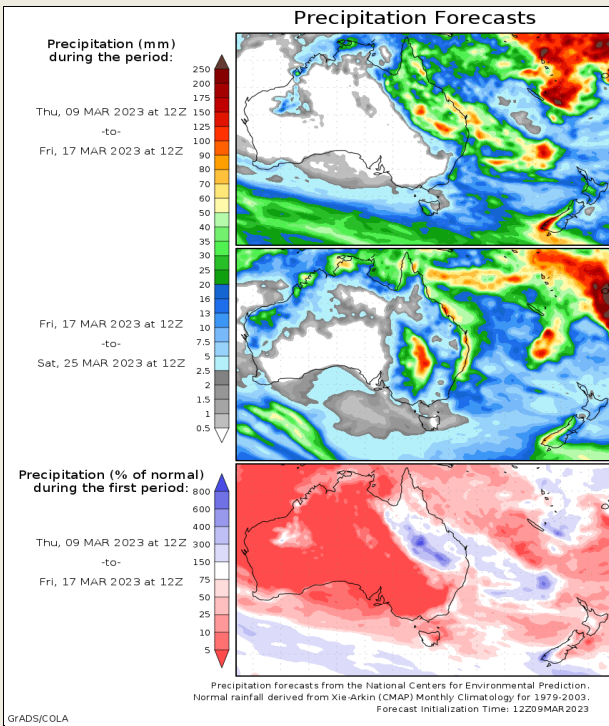 Precipitation Forecasts
Precipitation (mm)
during the period:
Thu, 09 MAR 2023 at 12Z
-to-
Fri, 17 MAR 2023 at 12Z
250
200
175
150
125
100
90
80
70
60
50
40
35
30
25
20
16
13
10
7.5
5
2.5
2
1.5
1
0.5
Fri, 17 MAR 2023 at 12Z
-to-
Sat, 25 MAR 2023 at 12Z
Precipitation (% of normal)
during the first period:
Thu, 09 MAR 2023 at 12Z
-to-
Fri, 17 MAR 2023 at 12Z
800
600
400
300
150
75
50
25
10
5
Precipitation forecasts from the National Centers for Environmental Prediction.
Normal rainfall derived from Xie-Arkin (CMAP) Monthly Climatology for 1979-2003.
Forecast Initialization Time: 12Z09MAR2023
GrADS/COLA